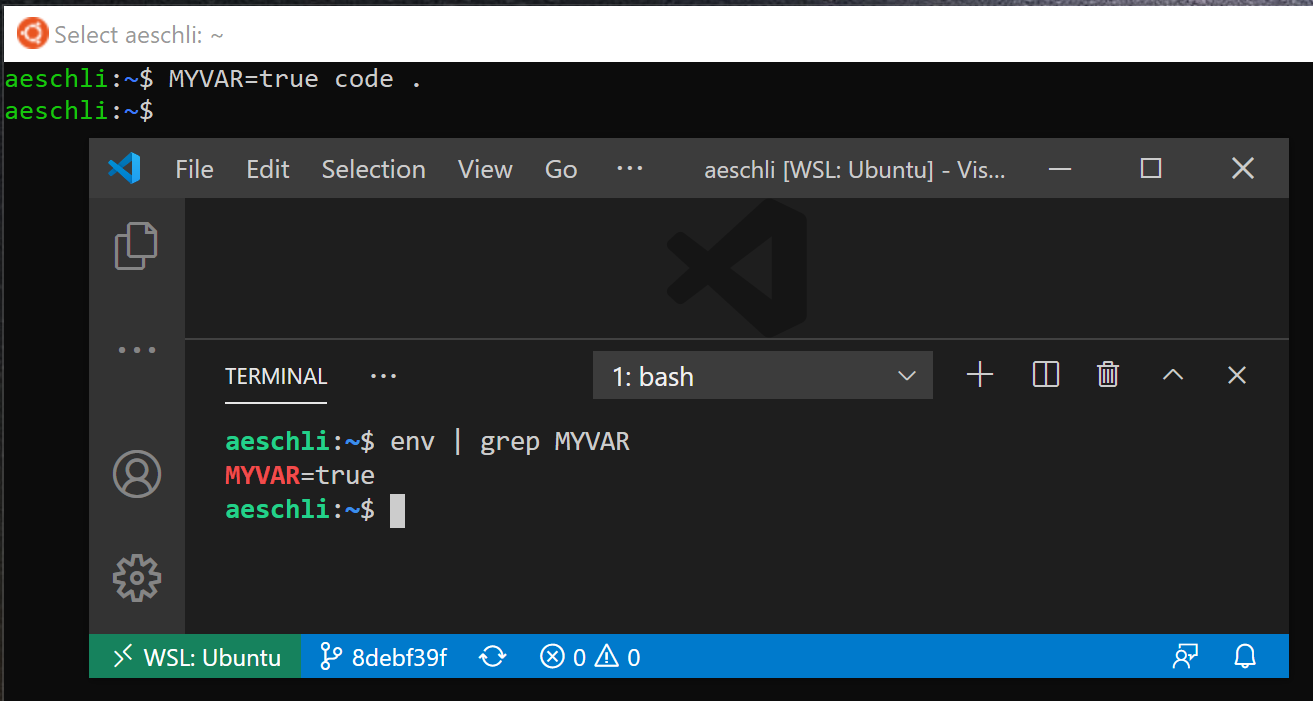 Select aeschli: ~
aeschli:~$ MYVAR=true code .
aeschli:~$
File Edit Selection View Go ··· aeschli [WSL: Ubuntu] - Vis...
TERMINAL ··· 1: bash
aeschli:~$ env | grep MYVAR
MYVAR=true
aeschli:~$
WSL: Ubuntu 8debf39f 0 0